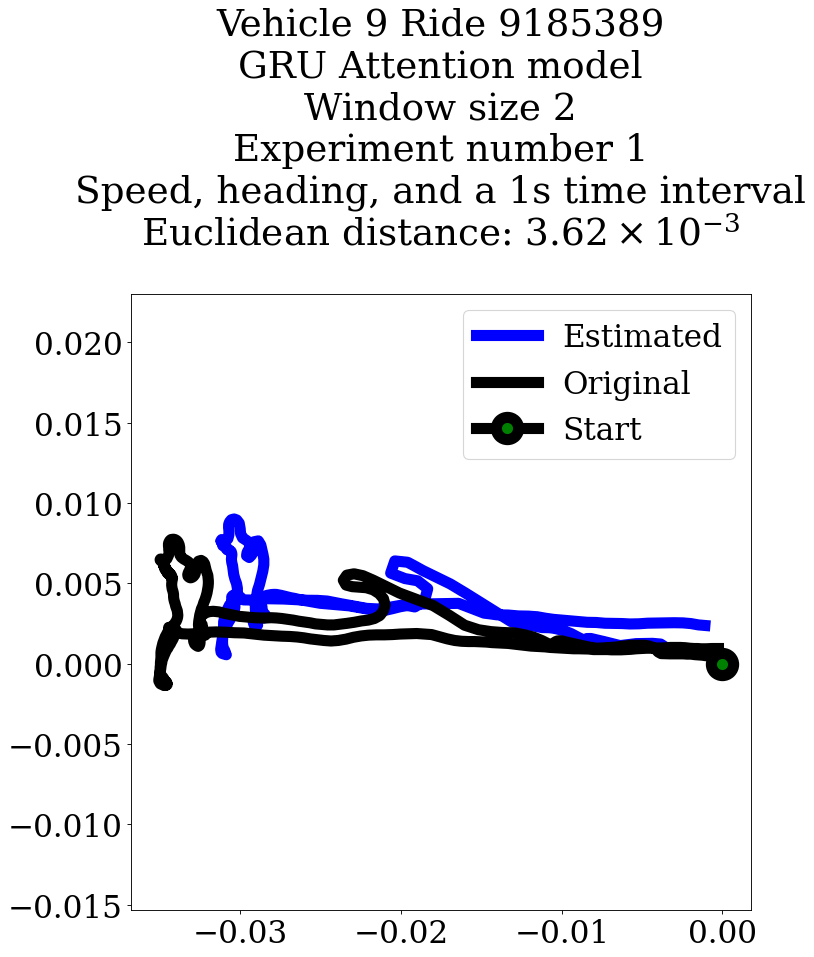 Vehicle 9 Ride 9185389
GRU Attention model
Window size 2
Experiment number 1
Speed, heading, and a 1s time interval
Euclidean distance: 3.62 × 10⁻³
Estimated
Original
Start
0.020
0.015
0.010
0.005
0.000
−0.005
−0.010
−0.015
−0.03 −0.02 −0.01 0.00